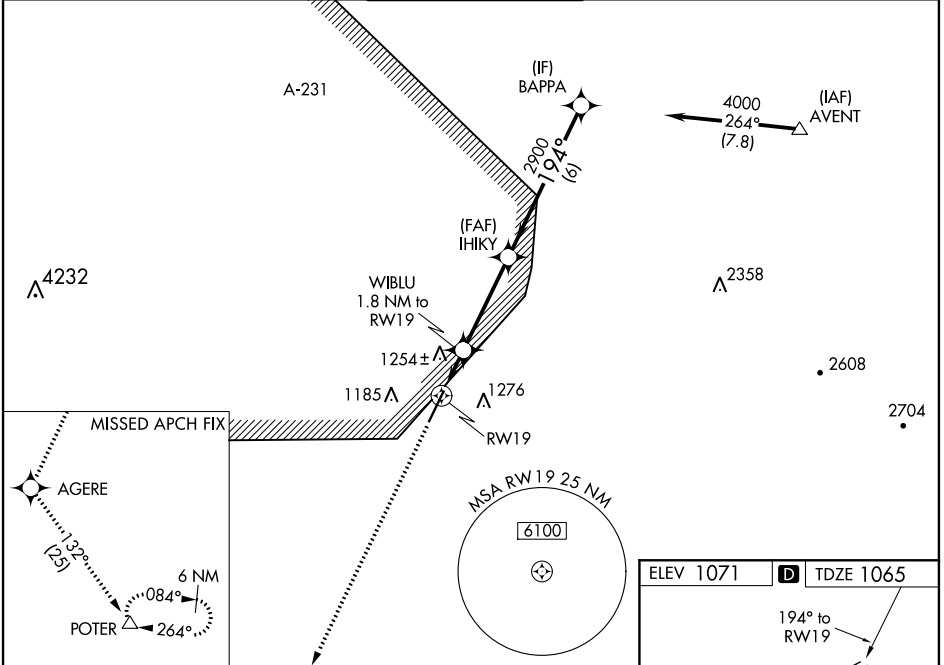 (IF)
BAPPA
A-231
4000
264°
(7.8)
(IAF)
AVENT
2900
194°
(6)
(FAF)
IHIKY
4232
WIBLU
1.8 NM to
RW19
2358
1254±
1185
1276
2608
2704
RW19
MISSED APCH FIX
AGERE
132°
(25)
6 NM
084°
264°
POTER
MSA RW19 25 NM
6100
ELEV 1071 D TDZE 1065
194° to
RW19